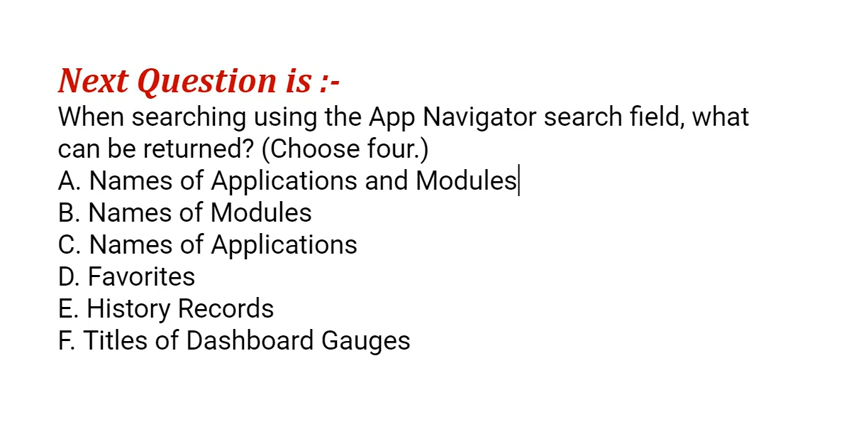 Next Question is :-
When searching using the App Navigator search field, what
can be returned? (Choose four.)
A. Names of Applications and Modules
B. Names of Modules
C. Names of Applications
D. Favorites
E. History Records
F. Titles of Dashboard Gauges